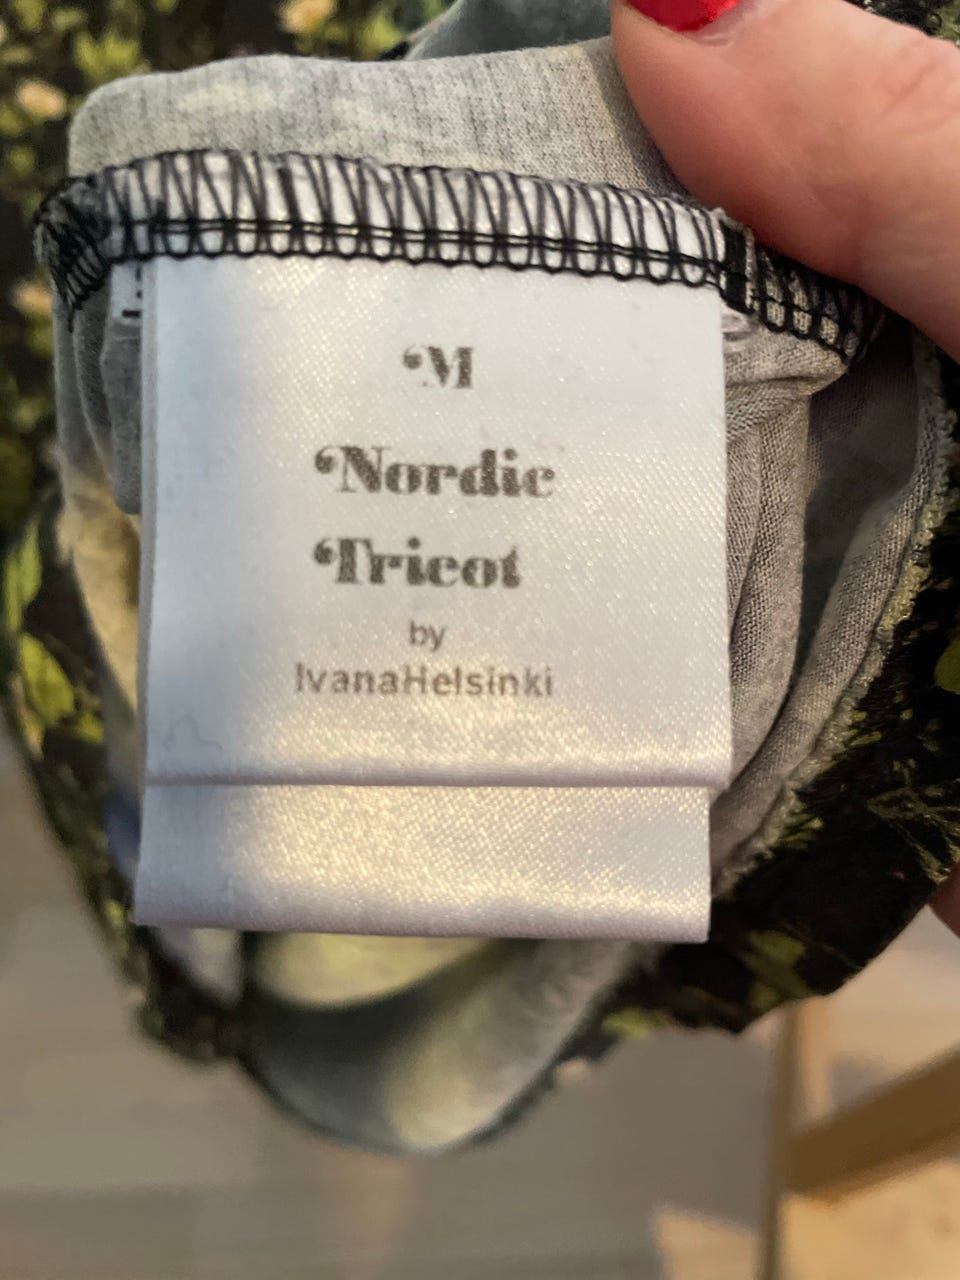 M
Nordic
Tricot
by
IvanaHelsinki